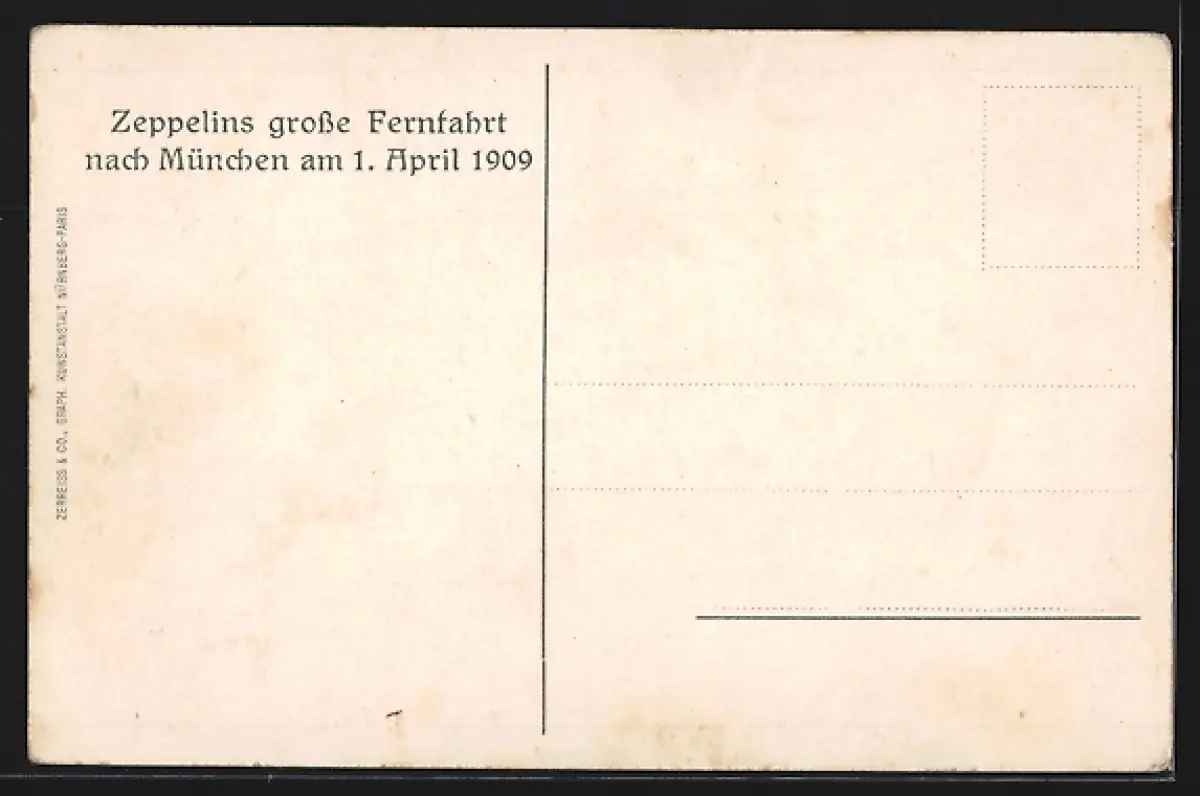 Zeppelins große Fernfahrt
nach München am 1. April 1909
ZERREISS & CO., GRAPH. KUNSTANSTALT NÜRNBERG-PARIS